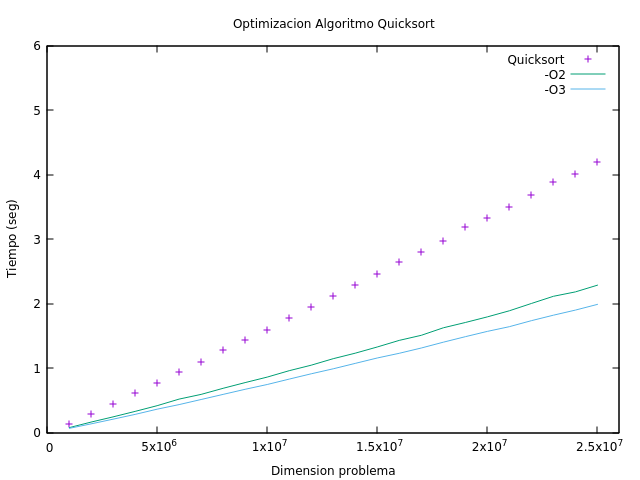 Optimizacion Algoritmo Quicksort
6
5
4
3
2
1
0
Tiempo (seg)
Quicksort
-O2
-O3
0 5x10⁶ 1x10⁷ 1.5x10⁷ 2x10⁷ 2.5x10⁷
Dimension problema